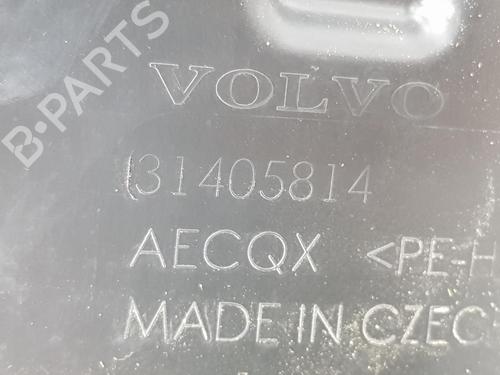 B-PARTS
VOLVO
(31405814
AECQX <PE-H
MADE IN CZEC